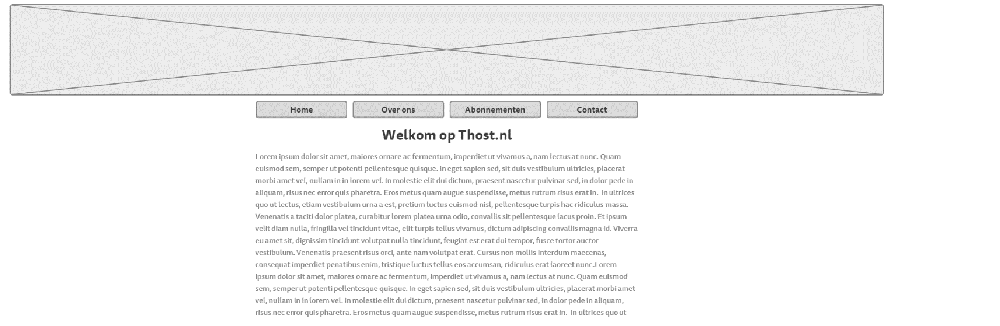 Home
Over ons
Abonnementen
Contact
Welkom op Thost.nl
Lorem ipsum dolor sit amet, maiores ornare ac fermentum, imperdiet ut vivamus a, nam lectus at nunc. Quam
euismod sem, semper ut potenti pellentesque quisque. In eget sapien sed, sit duis vestibulum ultricies, placerat
morbi amet vel, nullam in in lorem vel. In molestie elit dui dictum, praesent nascetur pulvinar sed, in dolor pede in
aliquam, risus nec error quis pharetra. Eros metus quam augue suspendisse, metus rutrum risus erat in.  In ultrices
quo ut lectus, etiam vestibulum urna a est, pretium luctus euismod nisl, pellentesque turpis hac ridiculus massa.
Venenatis a taciti dolor platea, curabitur lorem platea urna odio, convallis sit pellentesque lacus proin. Et ipsum
velit diam nulla, fringilla vel tincidunt vitae, elit turpis tellus vivamus, dictum adipiscing convallis magna id. Viverra
eu amet sit, dignissim tincidunt volutpat nulla tincidunt, feugiat est erat dui tempor, fusce tortor auctor
vestibulum. Venenatis praesent risus orci, ante nam volutpat erat. Cursus non mollis interdum maecenas,
consequat imperdiet penatibus enim, tristique luctus tellus eos accumsan, ridiculus erat laoreet nunc.Lorem
ipsum dolor sit amet, maiores ornare ac fermentum, imperdiet ut vivamus a, nam lectus at nunc. Quam euismod
sem, semper ut potenti pellentesque quisque. In eget sapien sed, sit duis vestibulum ultricies, placerat morbi amet
vel, nullam in in lorem vel. In molestie elit dui dictum, praesent nascetur pulvinar sed, in dolor pede in aliquam,
risus nec error quis pharetra. Eros metus quam augue suspendisse, metus rutrum risus erat in.  In ultrices quo ut